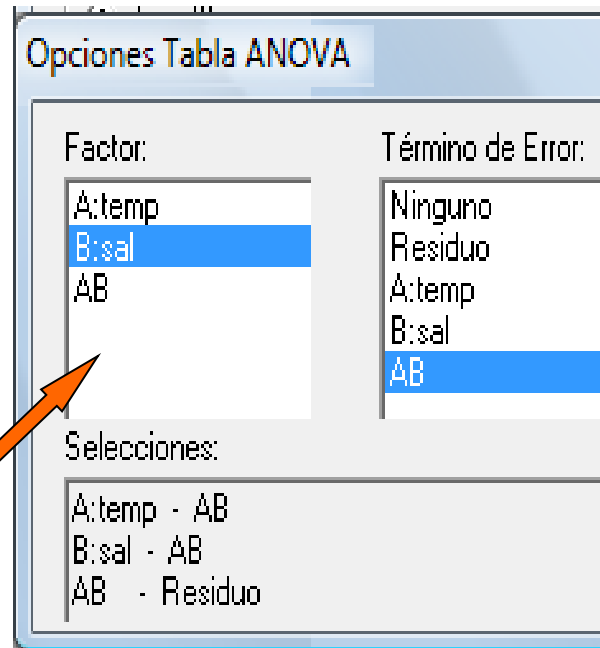 Opciones Tabla ANOVA
Factor:
A:temp
B:sal
AB
Término de Error:
Ninguno
Residuo
A:temp
B:sal
AB
Selecciones:
A:temp - AB
B:sal - AB
AB - Residuo